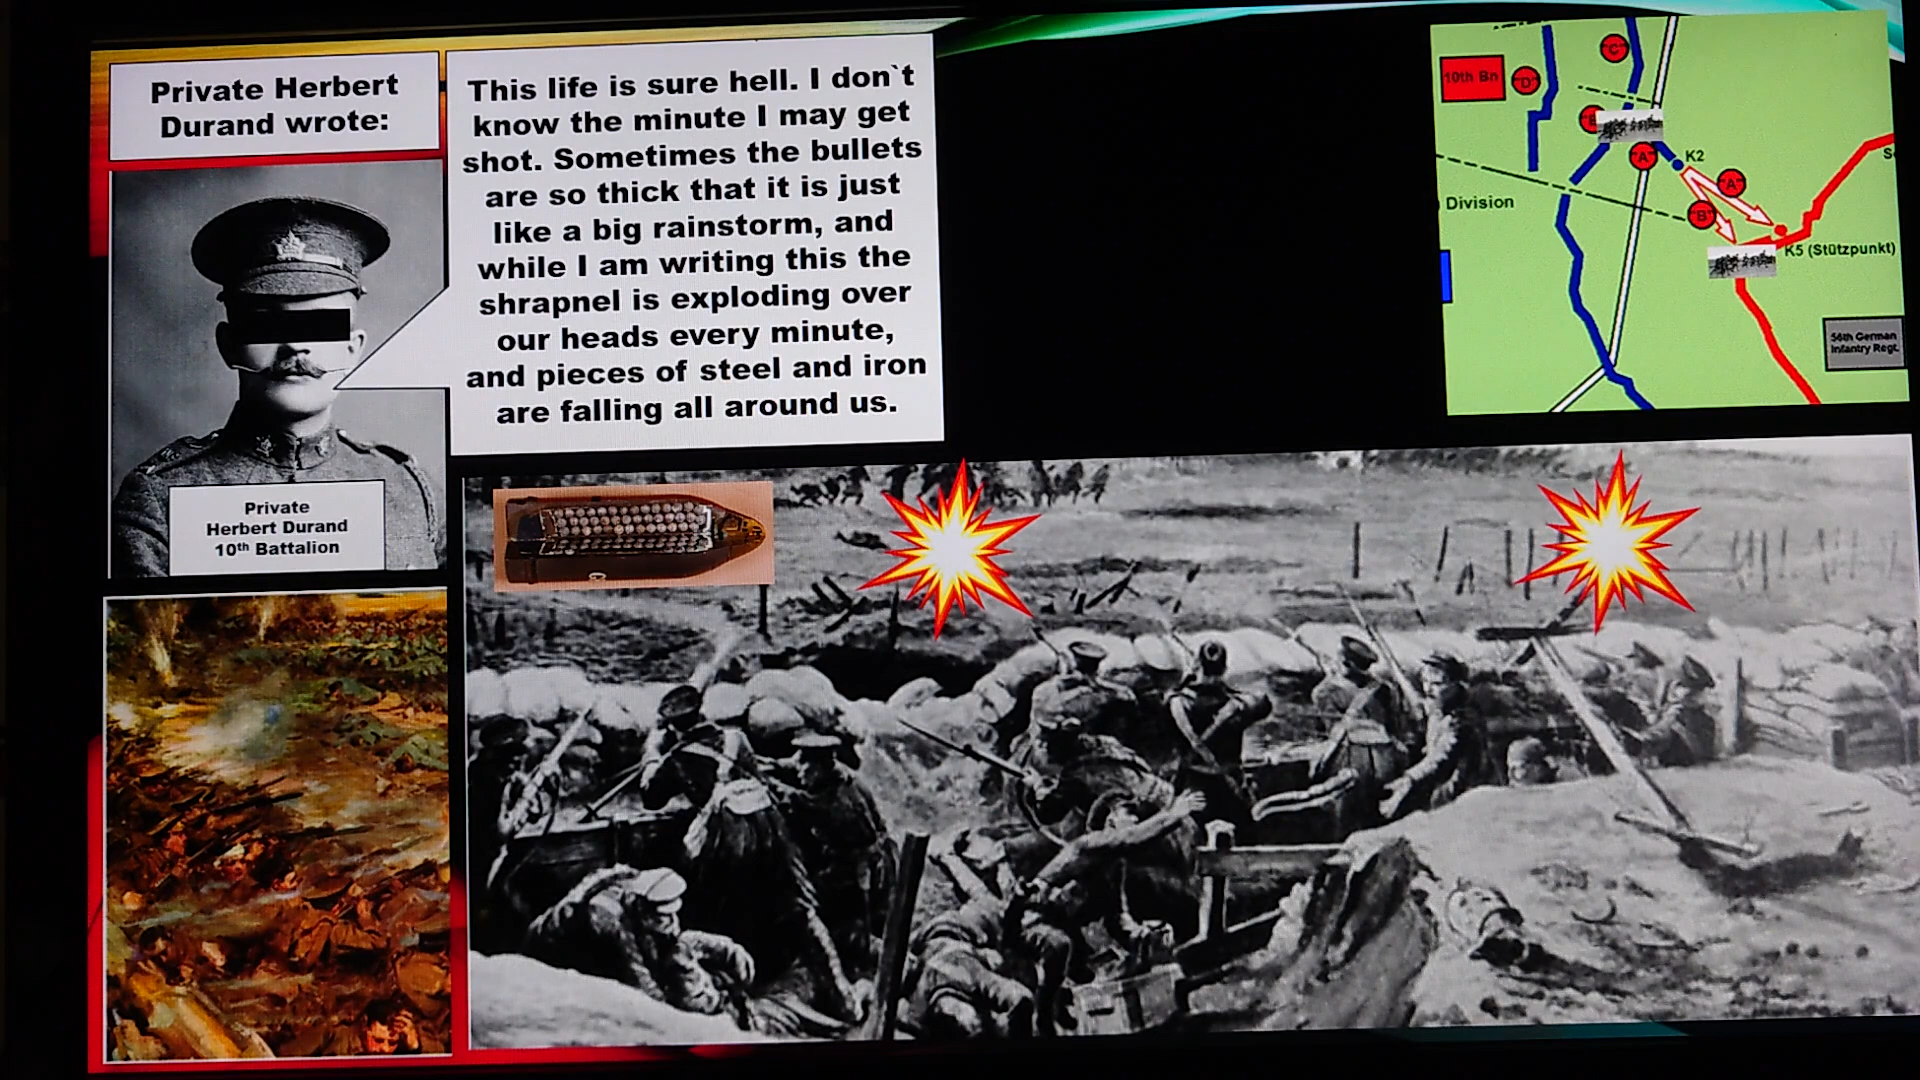 Private Herbert
Durand wrote:
This life is sure hell. I don`t
know the minute I may get
shot. Sometimes the bullets
are so thick that it is just
like a big rainstorm, and
while I am writing this the
shrapnel is exploding over
our heads every minute,
and pieces of steel and iron
are falling all around us.
Private
Herbert Durand
10th Battalion
10th Bn
"D"
"C"
"A"
K2
"A"
"B"
Division
K5 (Stützpunkt)
56th German
Infantry Regt.